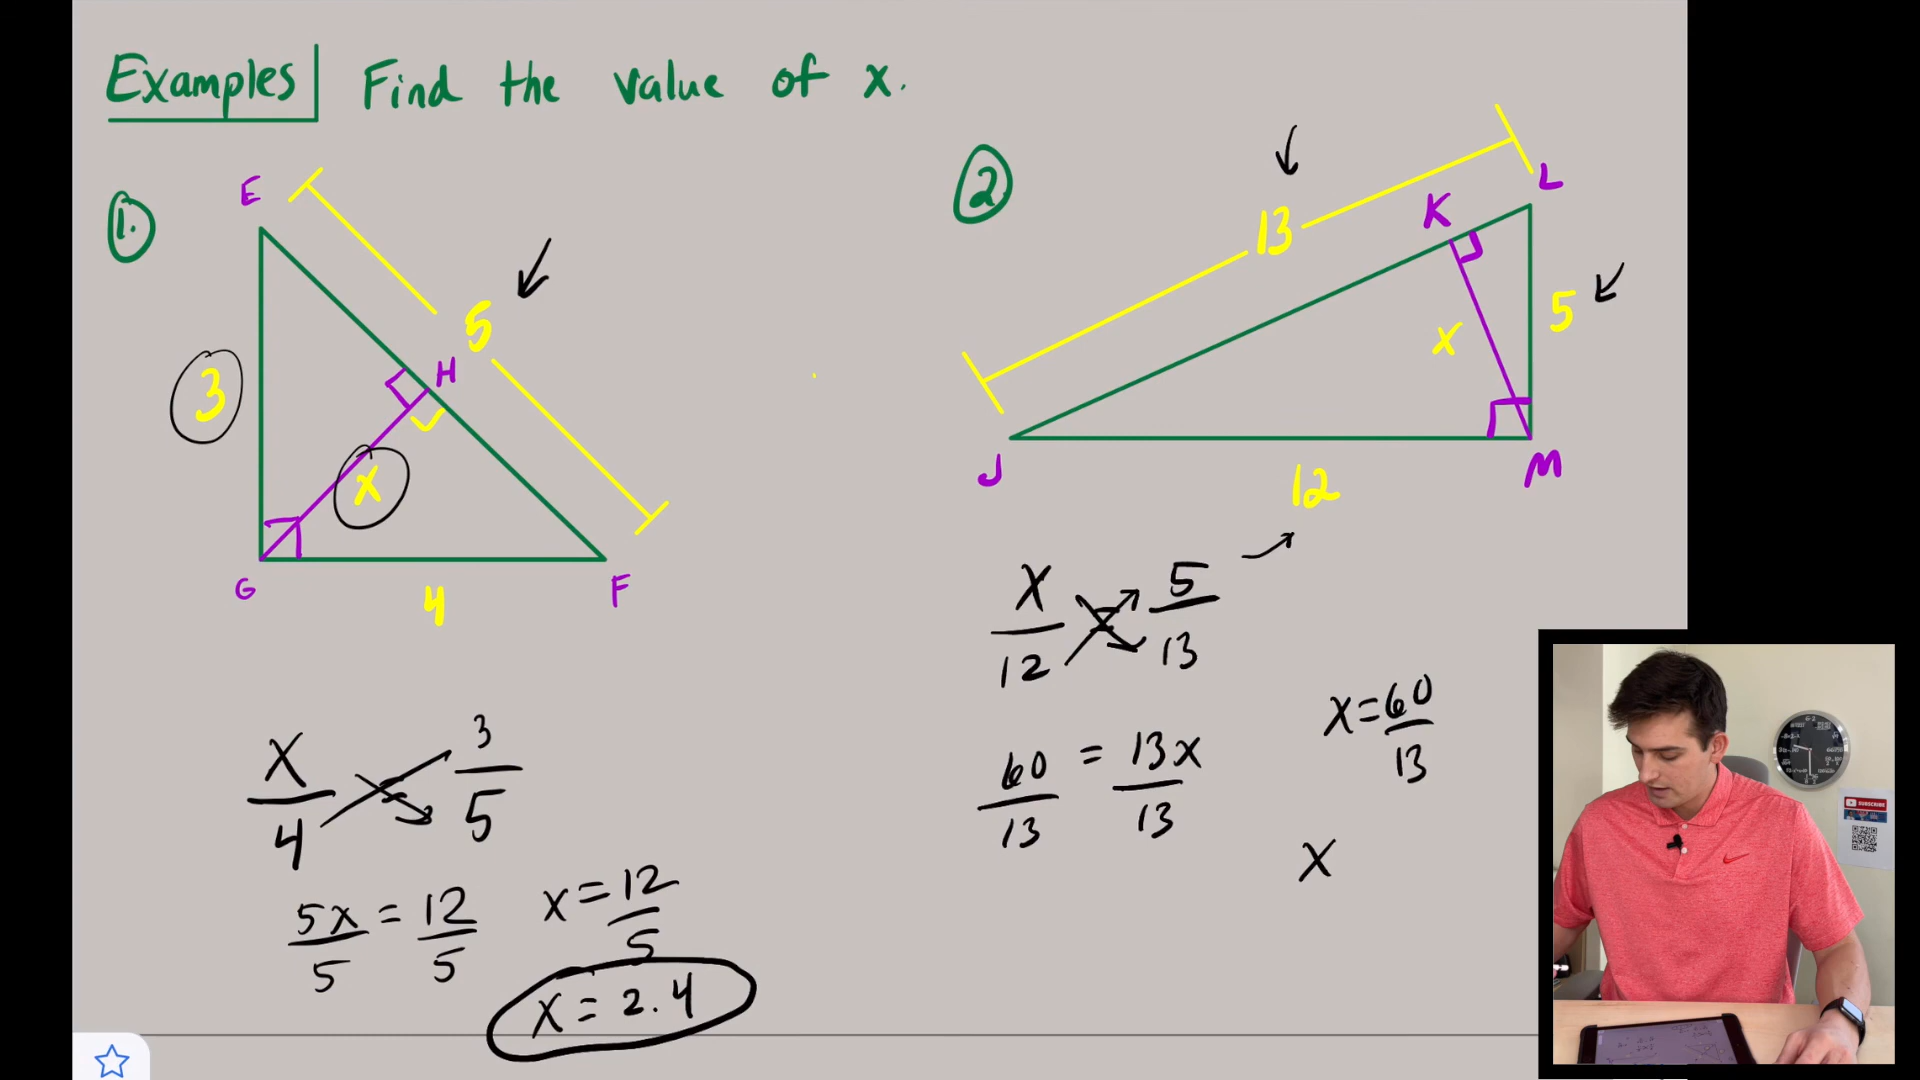 Examples Find the value of x.
1.
E
5
3
H
x
G
4
F
x/4 3/5
5x/5 = 12/5
x = 12/5
x = 2.4
2
13
K
L
5
x
J
12
M
x/12 5/13
60/13 = 13x/13
x = 60/13
x
SUBSCRIBE